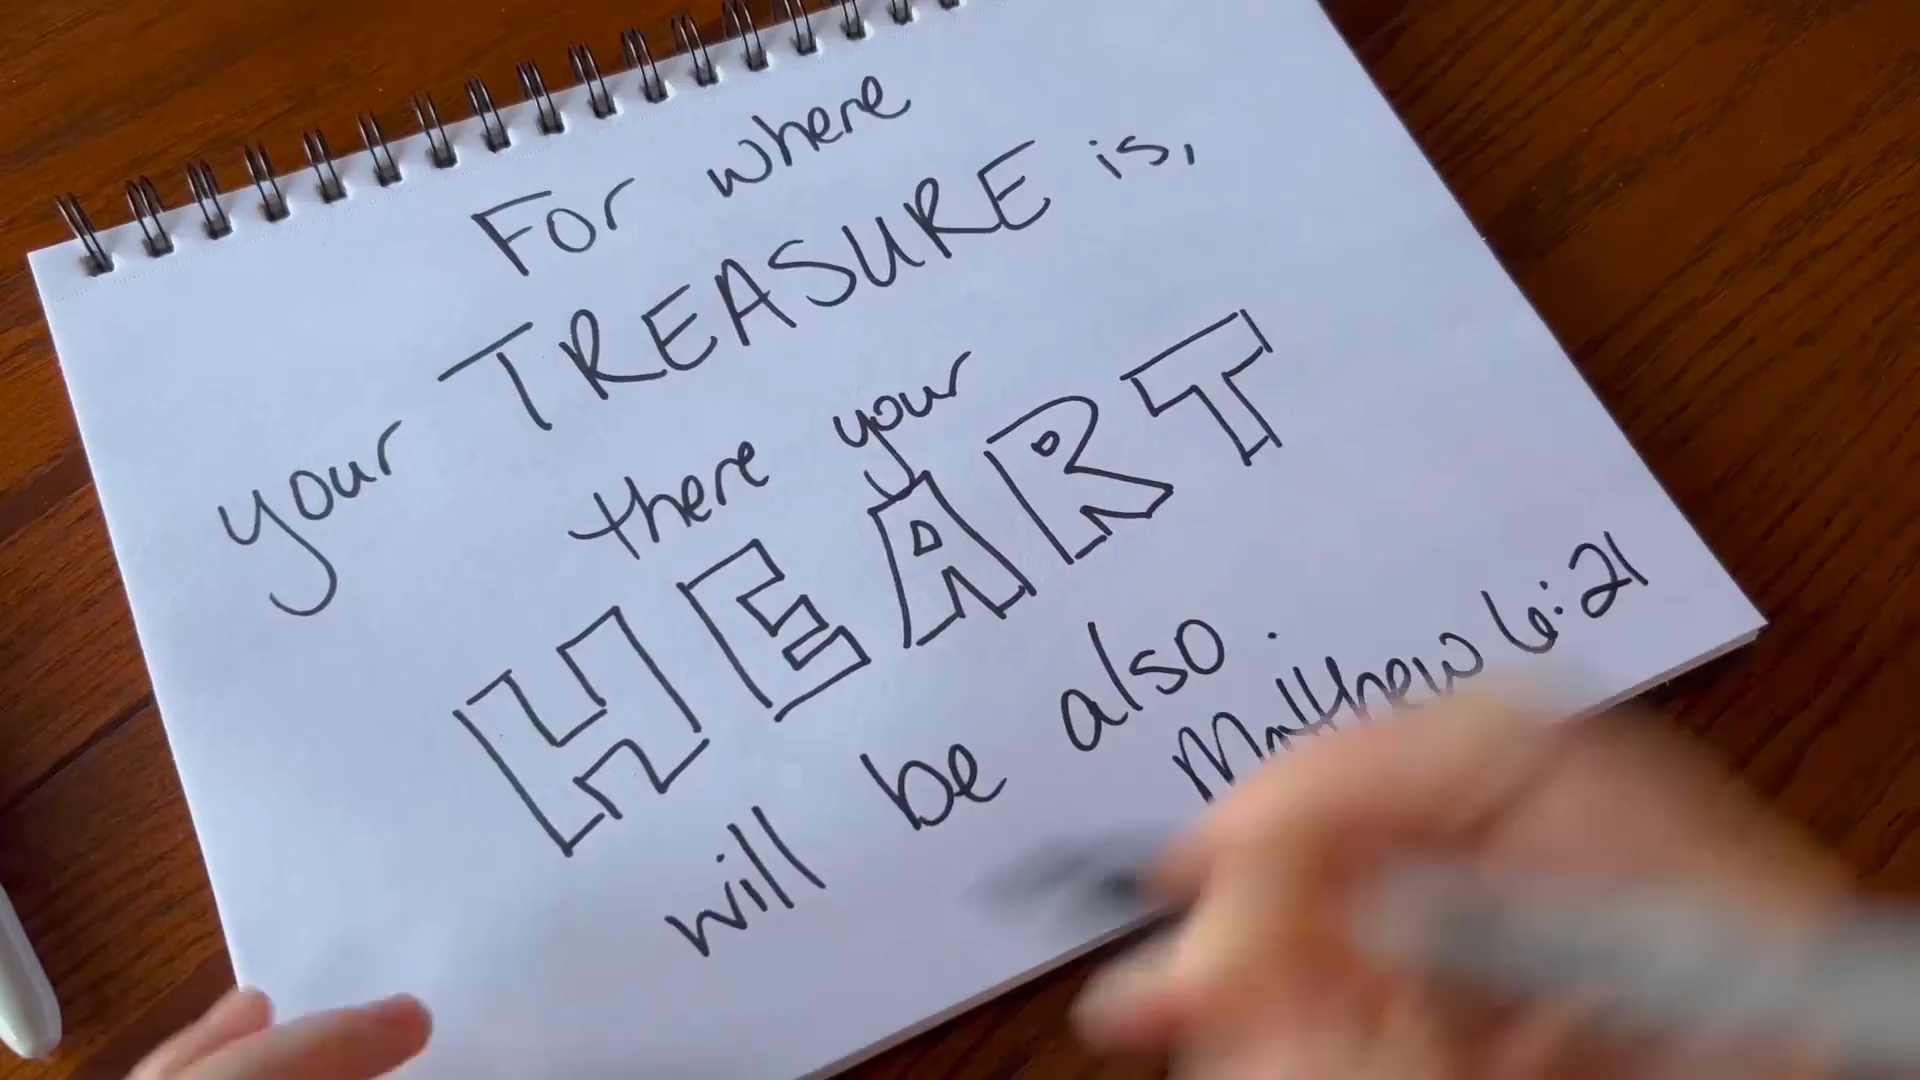 For where
your TREASURE is,
there your
HEART
will be also.
Matthew 6:21